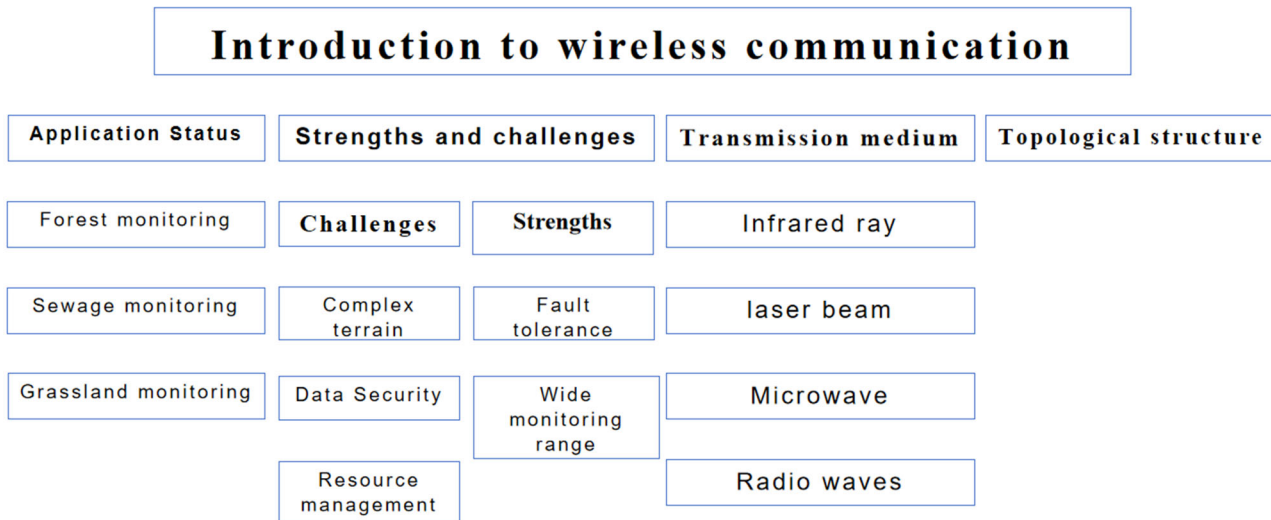 Introduction to wireless communication
Application Status
Strengths and challenges
Transmission medium
Topological structure
Forest monitoring
Challenges
Strengths
Infrared ray
Sewage monitoring
Complex
terrain
Fault
tolerance
laser beam
Grassland monitoring
Data Security
Wide
monitoring
range
Microwave
Resource
management
Radio waves